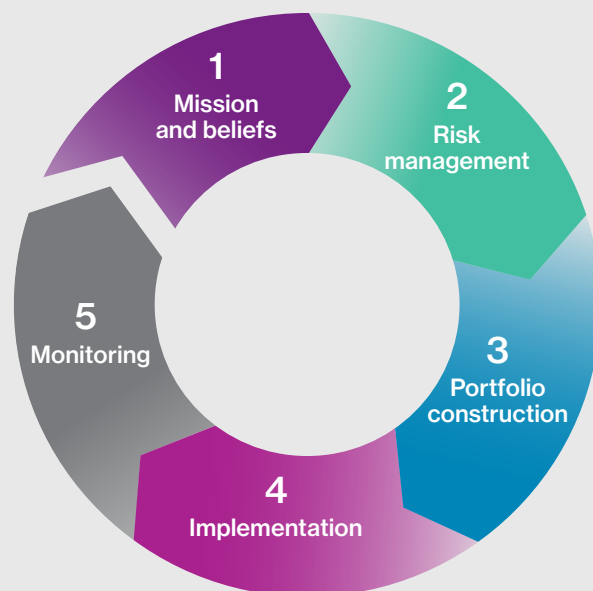 1
Mission
and beliefs
2
Risk
management
3
Portfolio
construction
4
Implementation
5
Monitoring